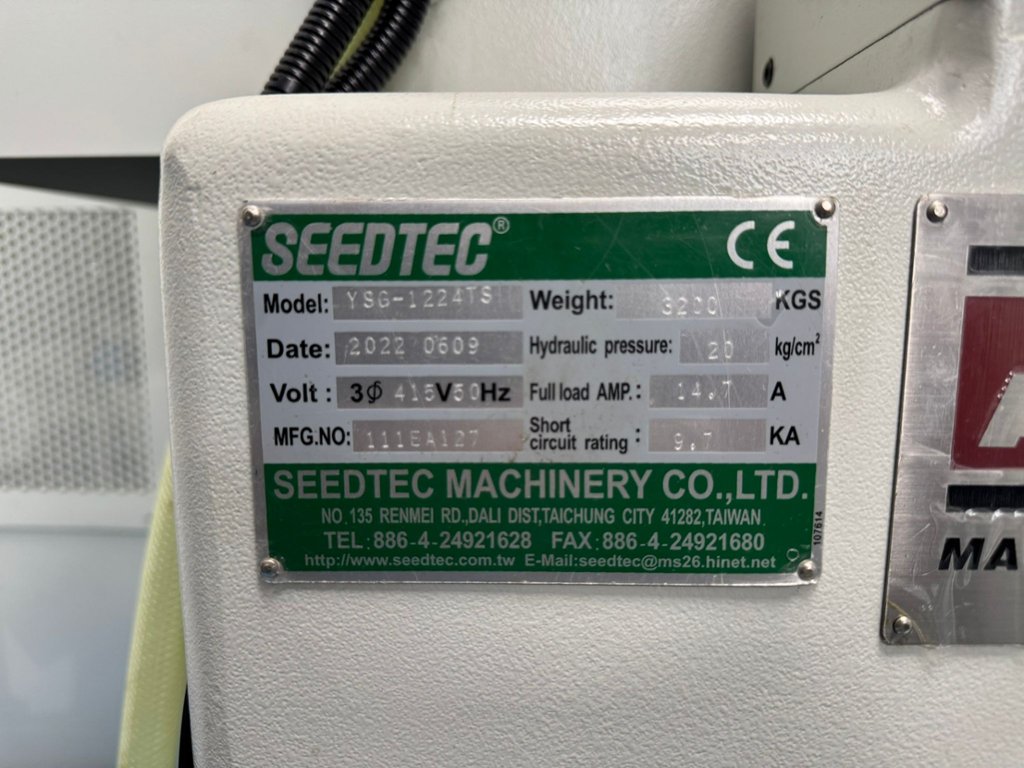 SEEDTEC® CE
Model: YSG-1224TS Weight: 3200 KGS
Date: 2022 0609 Hydraulic pressure: 20 kg/cm²
Volt : 3φ 415 V 50 Hz Full load AMP. : 14.7 A
MFG.NO: 111EA127 Short circuit rating : 9.7 KA
SEEDTEC MACHINERY CO.,LTD.
NO.135 RENMEI RD.,DALI DIST,TAICHUNG CITY 41282,TAIWAN
TEL:886-4-24921628 FAX:886-4-24921680
http://www.seedtec.com.tw E-Mail:seedtec@ms26.hinet.net
107614
MA